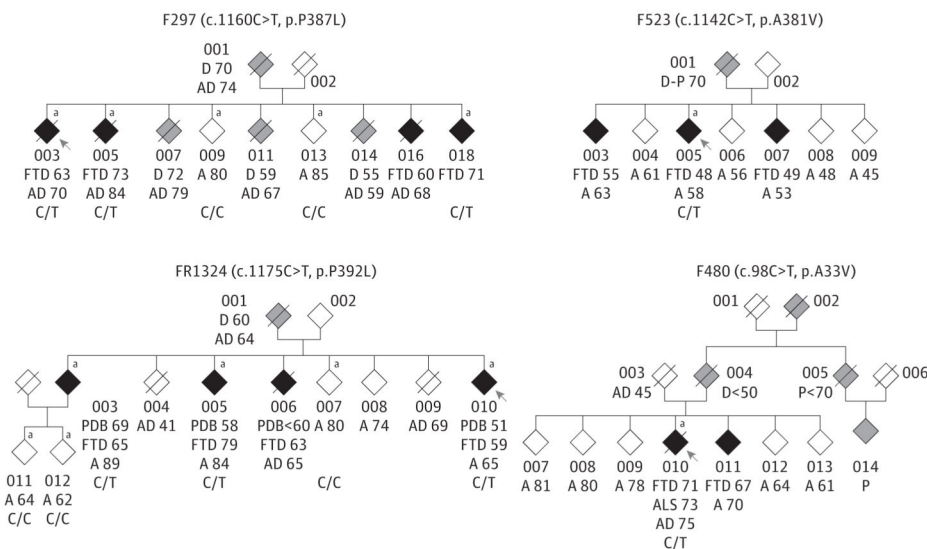 F297 (c.1160C>T, p.P387L)
001
D 70
AD 74
002
a a a a a
003 005 007 009 011 013 014 016 018
FTD 63 FTD 73 D 72 A 80 D 59 A 85 D 55 FTD 60 FTD 71
AD 70 AD 84 AD 79 AD 67 AD 59 AD 68
C/T C/T C/C C/C C/T
F523 (c.1142C>T, p.A381V)
001
D-P 70
002
a
003 004 005 006 007 008 009
FTD 55 A 61 FTD 48 A 56 FTD 49 A 48 A 45
A 63 A 58 A 53
C/T
FR1324 (c.1175C>T, p.P392L)
001
D 60
AD 64
002
a a a a
003 004 005 006 007 008 009 010
PDB 69 AD 41 PDB 58 PDB<60 A 80 A 74 AD 69 PDB 51
FTD 65 FTD 79 FTD 63 FTD 59
A 89 A 84 AD 65 A 65
C/T C/T C/C C/T
a a
011 012
A 64 A 62
C/C C/C
F480 (c.98C>T, p.A33V)
001 002
003
AD 45
004
D<50
005
P<70
006
a
007 008 009 010 011 012 013 014
A 81 A 80 A 78 FTD 71 FTD 67 A 64 A 61 P
ALS 73 A 70
AD 75
C/T